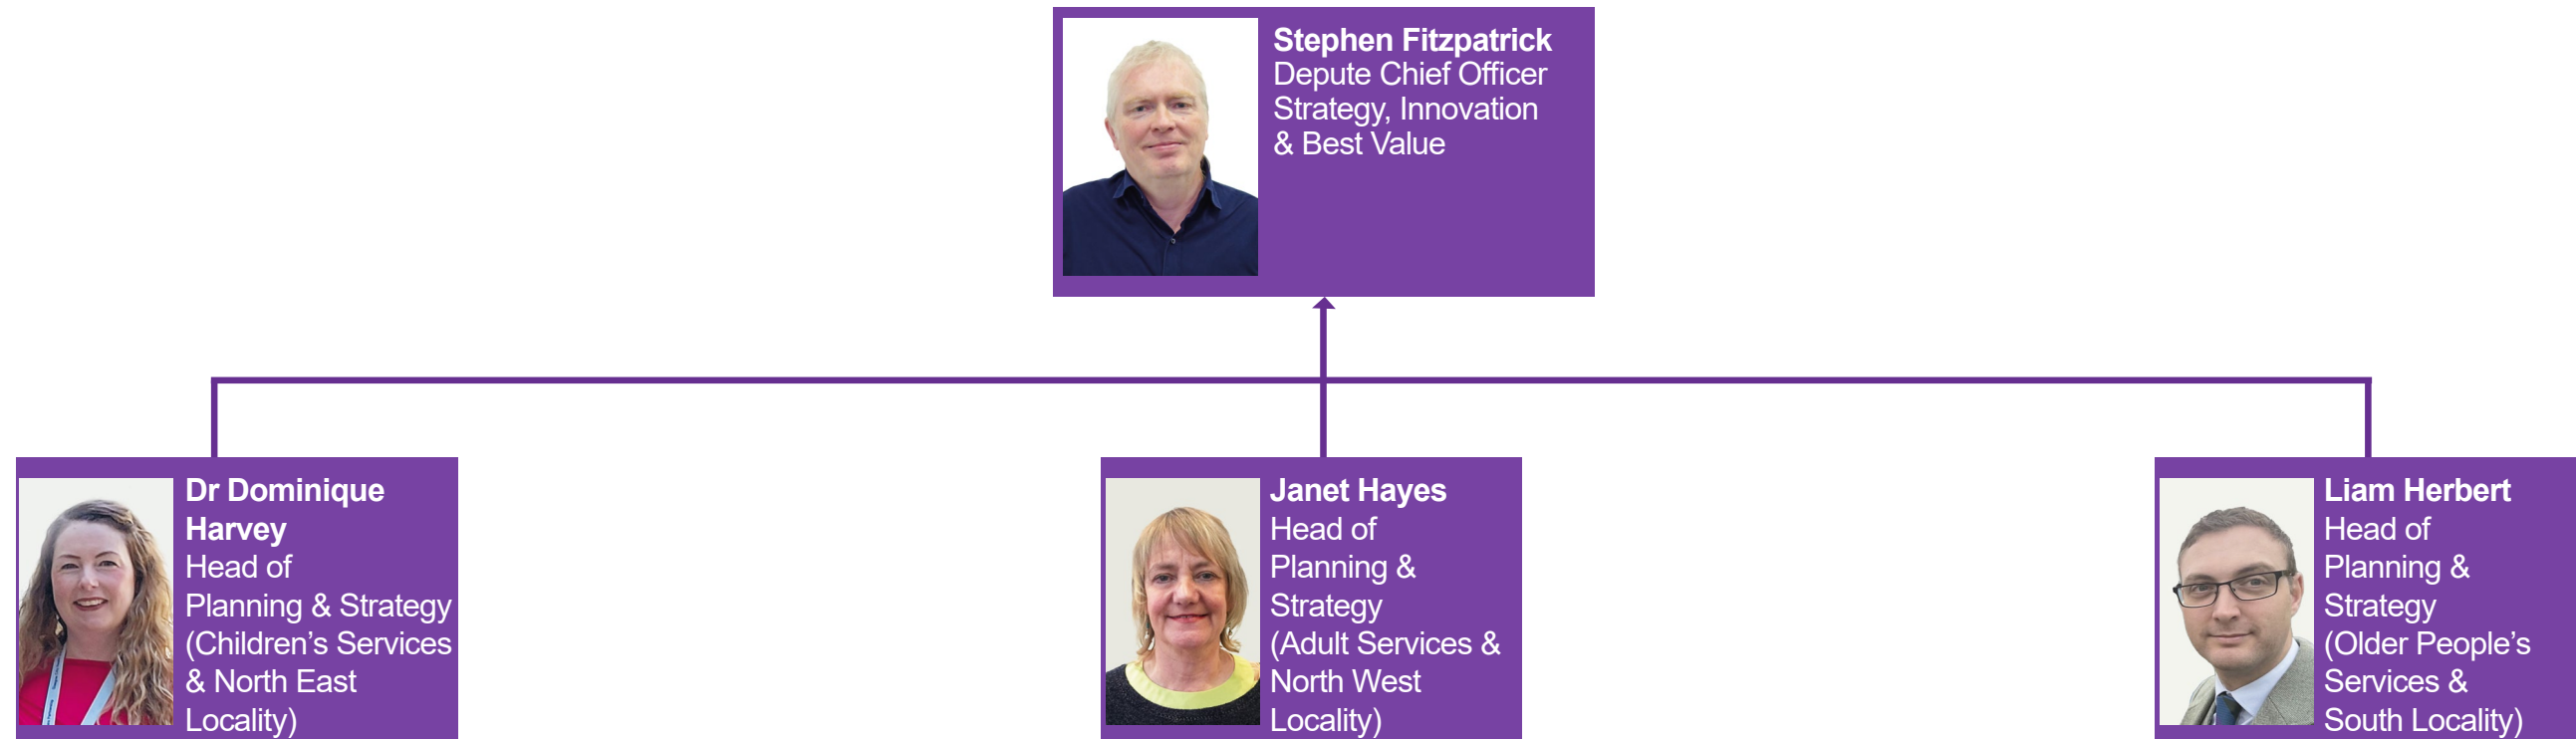 Stephen Fitzpatrick
Depute Chief Officer
Strategy, Innovation
& Best Value
Dr Dominique
Harvey
Head of
Planning & Strategy
(Children’s Services
& North East
Locality)
Janet Hayes
Head of
Planning &
Strategy
(Adult Services &
North West
Locality)
Liam Herbert
Head of
Planning &
Strategy
(Older People’s
Services &
South Locality)